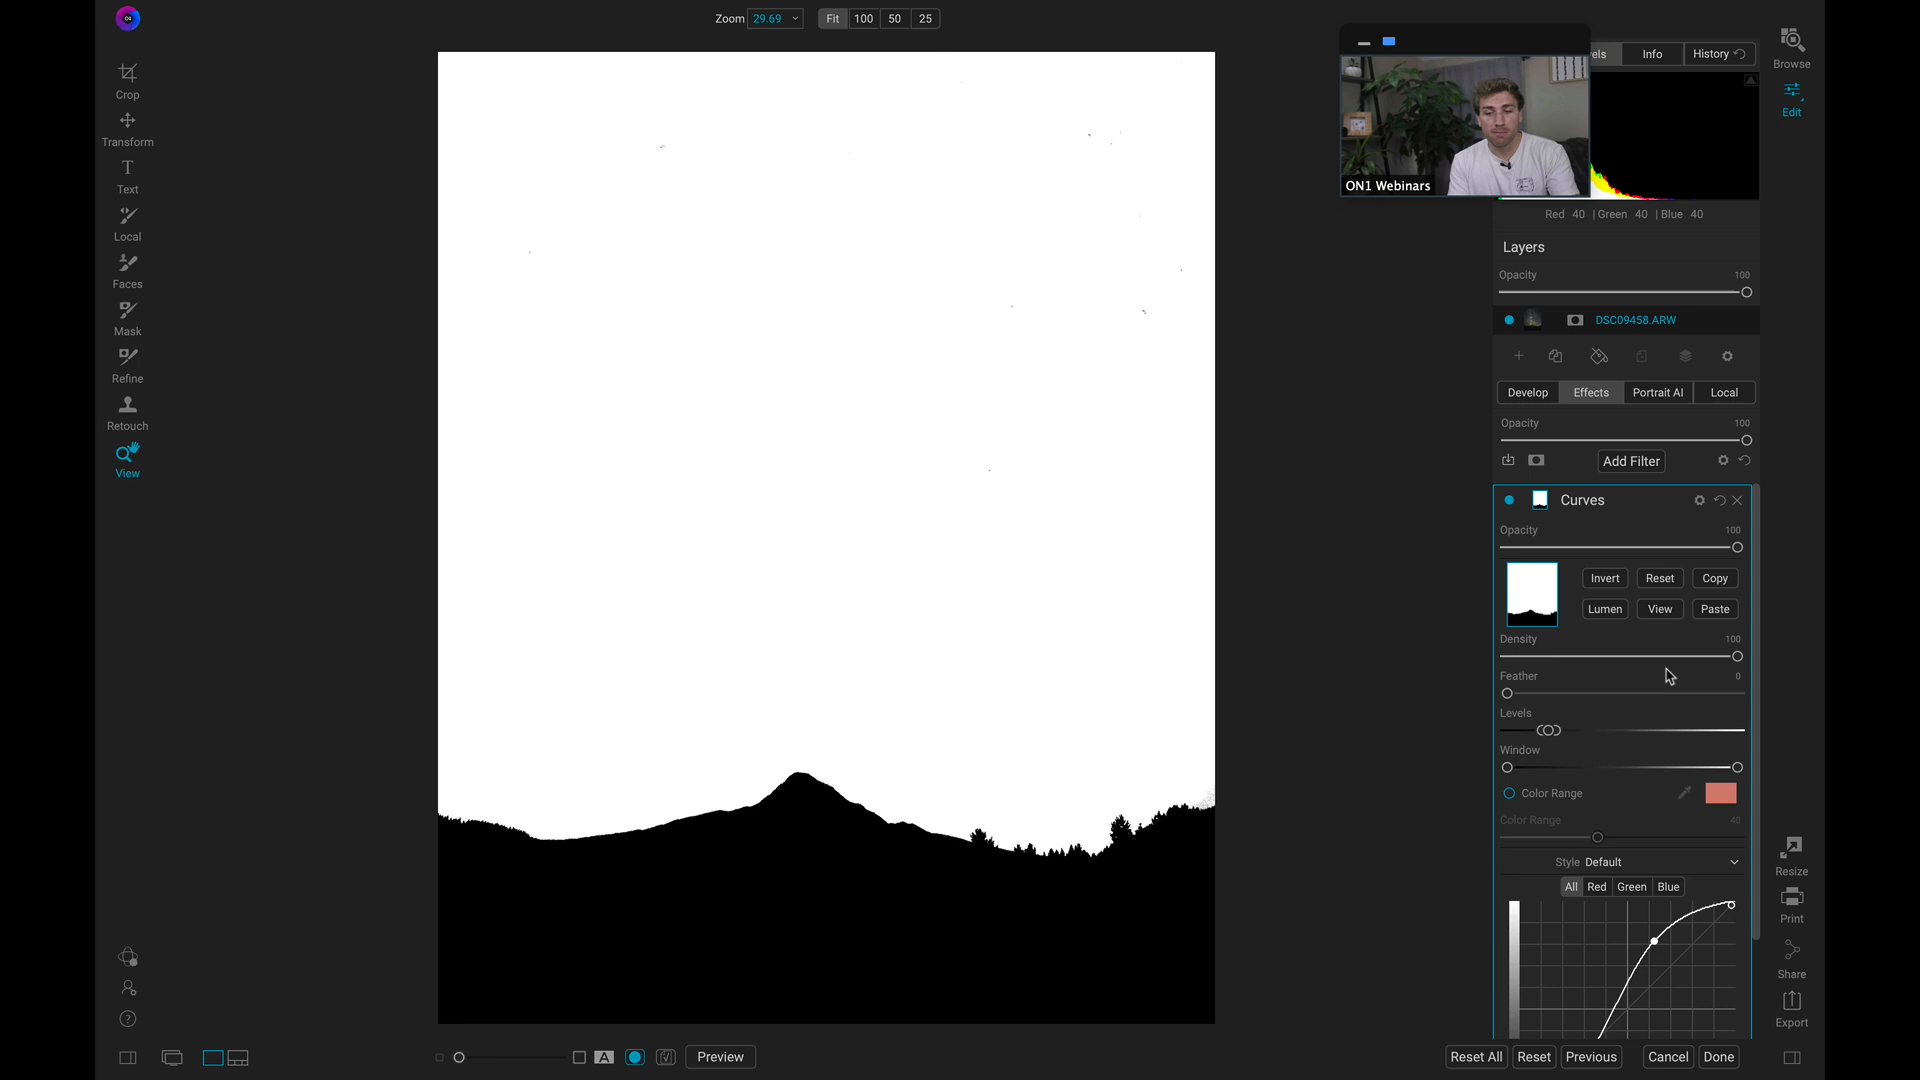 Zoom 29.69 Fit 100 50 25
Crop
Transform
T
Text
Local
Faces
Mask
Refine
Retouch
View
ON1 Webinars
els Info History
Red 40 | Green 40 | Blue 40
Layers
Opacity 100
DSC09458.ARW
Develop Effects Portrait AI Local
Opacity 100
Add Filter
Curves
Opacity 100
Invert Reset Copy
Lumen View Paste
Density 100
Feather 0
Levels
Window
Color Range
Color Range 40
Style Default
All Red Green Blue
Browse
Edit
Resize
Print
Share
Export
?
A Preview
Reset All Reset Previous Cancel Done